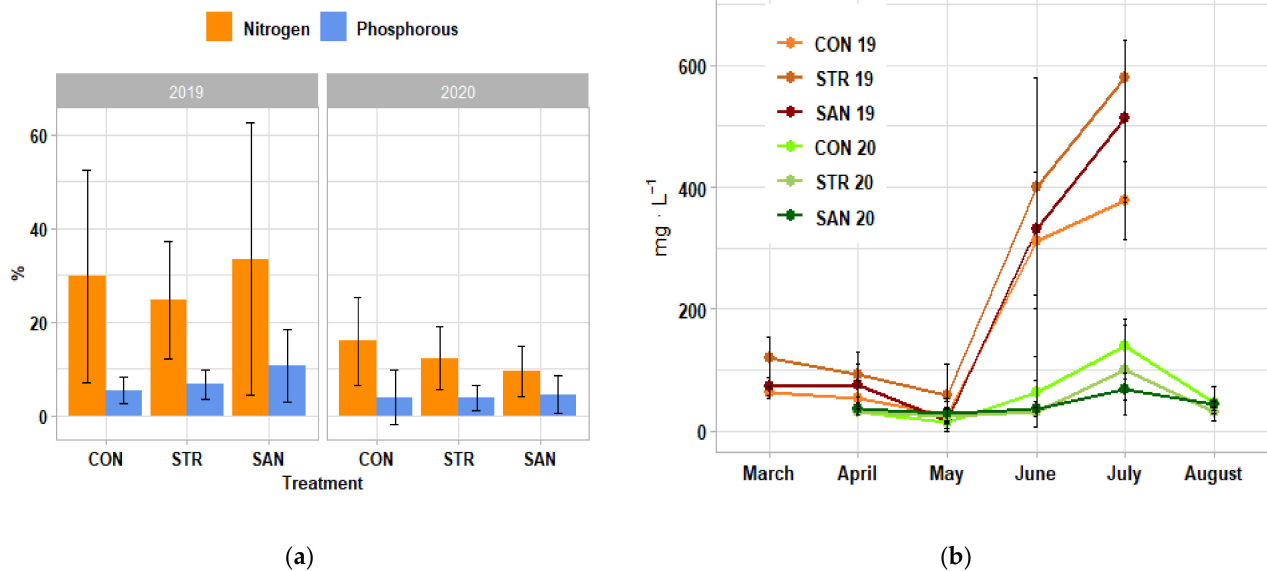 Nitrogen Phosphorous
2019 2020
60
40
20
0
%
CON STR SAN CON STR SAN
Treatment
(a)
CON 19
STR 19
SAN 19
CON 20
STR 20
SAN 20
600
400
200
0
mg · L⁻¹
March April May June July August
(b)